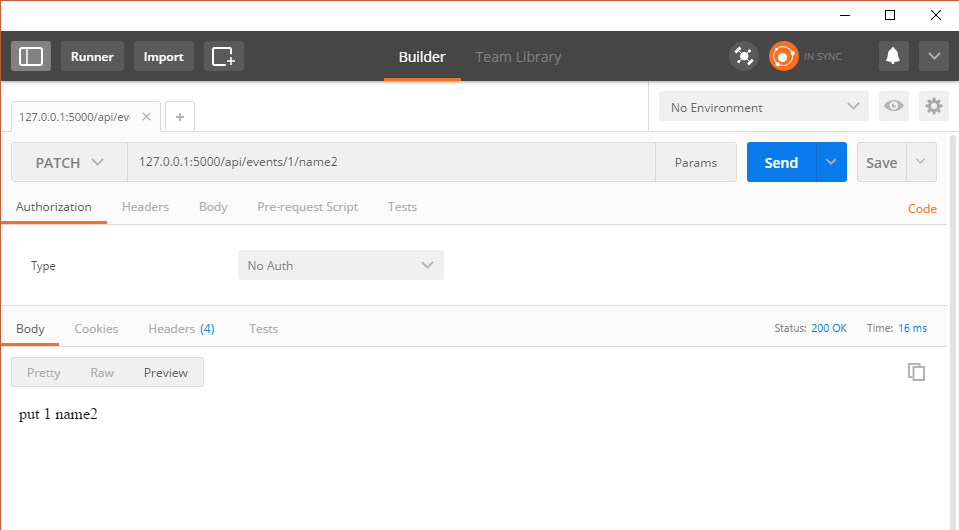 Runner Import Builder Team Library IN SYNC
127.0.0.1:5000/api/ev × + No Environment
PATCH 127.0.0.1:5000/api/events/1/name2 Params Send Save
Authorization Headers Body Pre-request Script Tests Code
Type No Auth
Body Cookies Headers (4) Tests Status: 200 OK Time: 16 ms
Pretty Raw Preview
put 1 name2